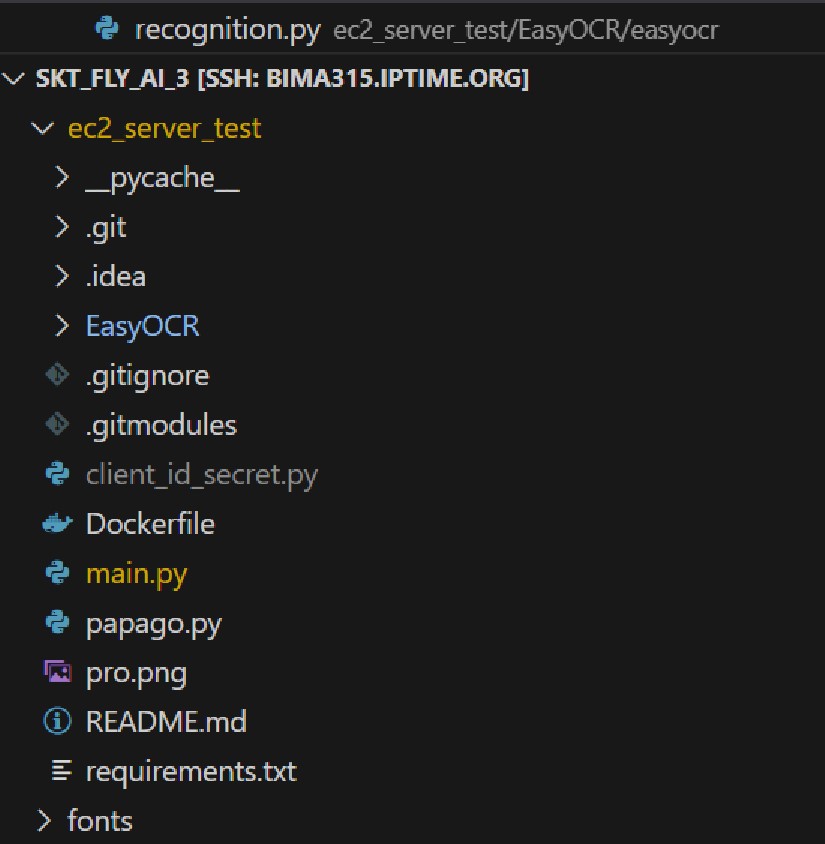 recognition.py ec2_server_test/EasyOCR/easyocr
SKT_FLY_AI_3 [SSH: BIMA315.IPTIME.ORG]
ec2_server_test
__pycache__
.git
.idea
EasyOCR
.gitignore
.gitmodules
client_id_secret.py
Dockerfile
main.py
papago.py
pro.png
README.md
requirements.txt
fonts